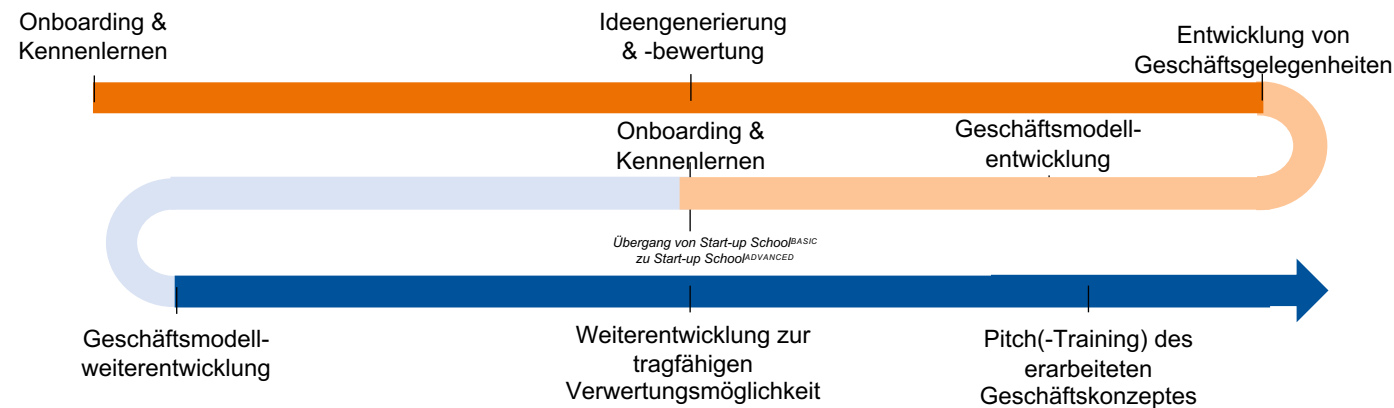 Onboarding &
Kennenlernen
Ideengenerierung
& -bewertung
Entwicklung von
Geschäftsgelegenheiten
Onboarding &
Kennenlernen
Geschäftsmodell-
entwicklung
Übergang von Start-up SchoolBASIC
zu Start-up SchoolADVANCED
Geschäftsmodell-
weiterentwicklung
Weiterentwicklung zur
tragfähigen
Verwertungsmöglichkeit
Pitch(-Training) des
erarbeiteten
Geschäftskonzeptes